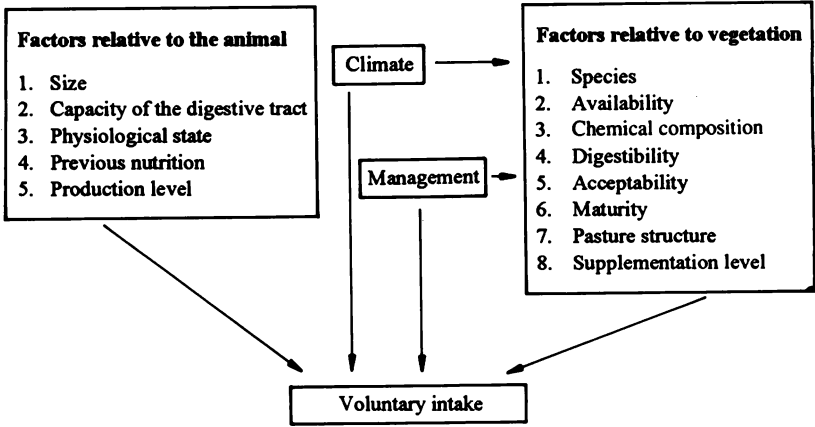 Factors relative to the animal
1. Size
2. Capacity of the digestive tract
3. Physiological state
4. Previous nutrition
5. Production level
Climate
Management
Factors relative to vegetation
1. Species
2. Availability
3. Chemical composition
4. Digestibility
5. Acceptability
6. Maturity
7. Pasture structure
8. Supplementation level
Voluntary intake